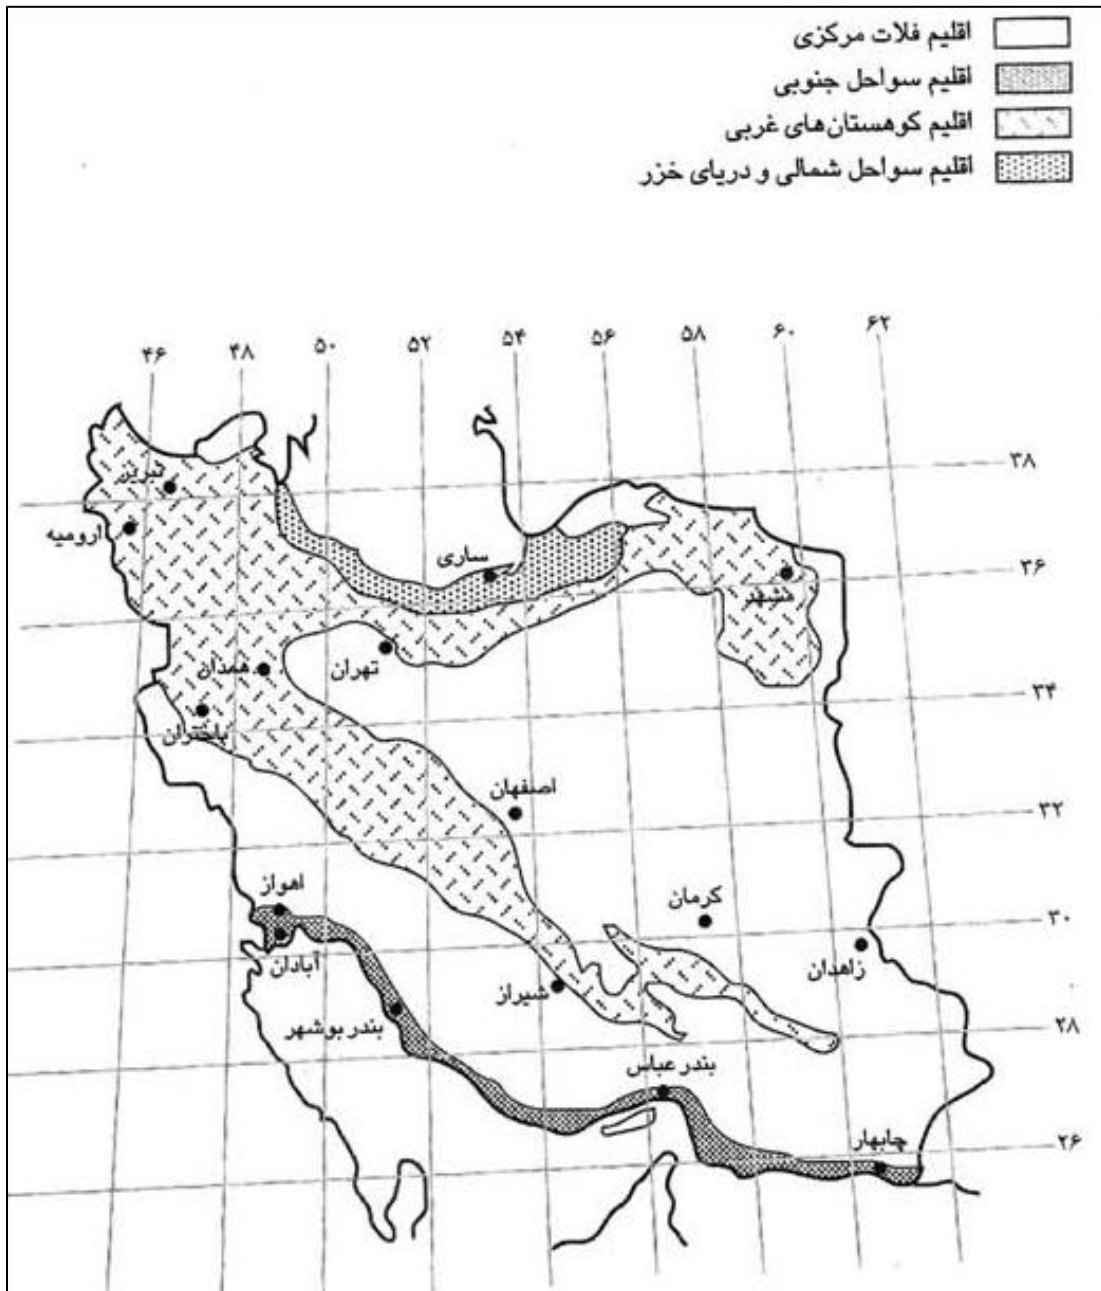 اقلیم فلات مرکزی
اقلیم سواحل جنوبی
اقلیم کوهستان‌های غربی
اقلیم سواحل شمالی و دریای خزر
۴۶
۴۸
۵۰
۵۲
۵۴
۵۶
۵۸
۶۰
۶۲
۳۸
تبریز
ارومیه
ساری
۳۶
مشهد
تهران
همدان
۳۴
باختران
اصفهان
۳۲
اهواز
کرمان
۳۰
آبادان
زاهدان
شیراز
بندر بوشهر
۲۸
بندر عباس
چابهار
۲۶